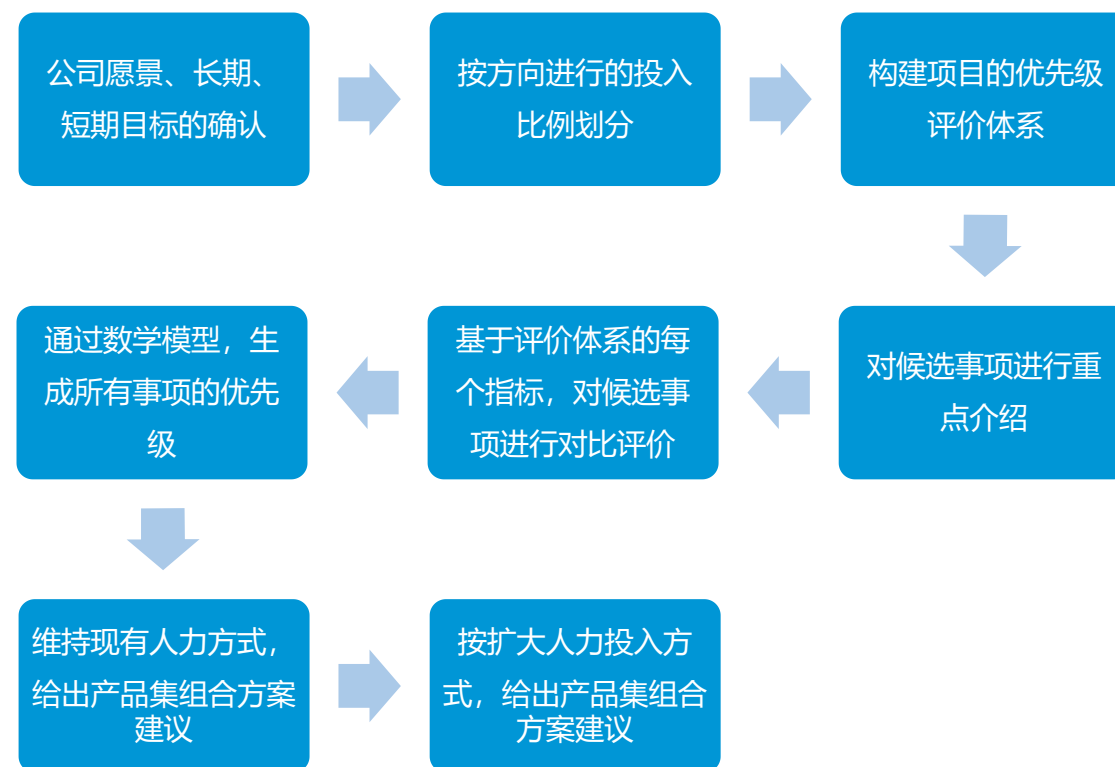 公司愿景、长期、
短期目标的确认
按方向进行的投入
比例划分
构建项目的优先级
评价体系
对候选事项进行重
点介绍
基于评价体系的每
个指标，对候选事
项进行对比评价
通过数学模型，生
成所有事项的优先
级
维持现有人力方式，
给出产品集组合方案
建议
按扩大人力投入方
式，给出产品集组合
方案建议